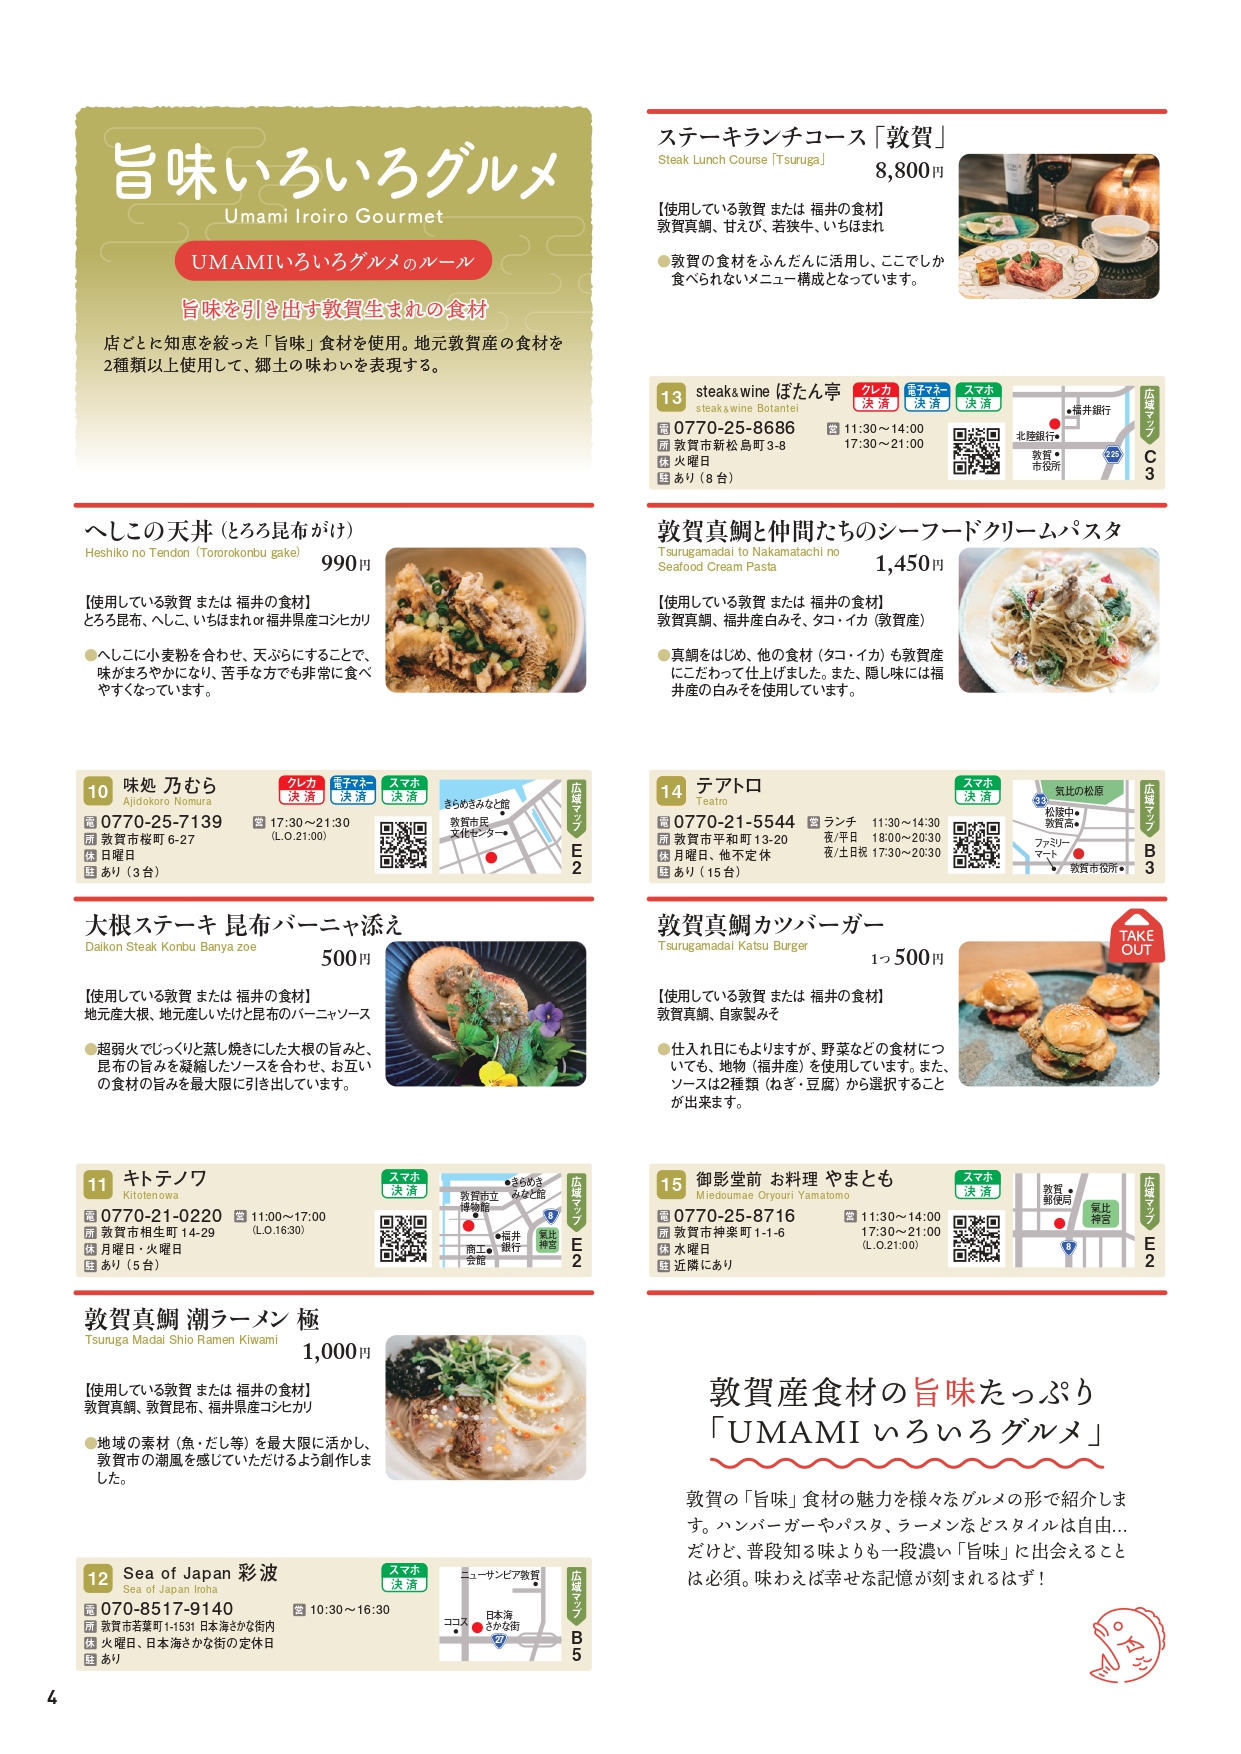 旨味いろいろグルメ
Umami Iroiro Gourmet
UMAMIいろいろグルメのルール
旨味を引き出す敦賀生まれの食材
店ごとに知恵を絞った「旨味」食材を使用。地元敦賀産の食材を
2種類以上使用して、郷土の味わいを表現する。
へしこの天丼（とろろ昆布がけ）
Heshiko no Tendon（Tororokonbu gake）
990円
【使用している敦賀 または 福井の食材】
とろろ昆布、へしこ、いちほまれor福井県産コシヒカリ
●へしこに小麦粉を合わせ、天ぷらにすることで、
味がまろやかになり、苦手な方でも非常に食べ
やすくなっています。
10 味処 乃むら
Ajidokoro Nomura
クレカ決済 電子マネー決済 スマホ決済
電 0770-25-7139
営 17:30〜21:30
（L.O.21:00）
所 敦賀市桜町6-27
休 日曜日
駐 あり（3台）
きらめきみなと館
敦賀市民
文化センター
広域マップ
E
2
大根ステーキ 昆布バーニャ添え
Daikon Steak Konbu Banya zoe
500円
【使用している敦賀 または 福井の食材】
地元産大根、地元産しいたけと昆布のバーニャソース
●超弱火でじっくりと蒸し焼きにした大根の旨みと、
昆布の旨みを凝縮したソースを合わせ、お互い
の食材の旨みを最大限に引き出しています。
11 キトテノワ
Kitotenowa
スマホ決済
電 0770-21-0220
営 11:00〜17:00
（L.O.16:30）
所 敦賀市相生町14-29
休 月曜日・火曜日
駐 あり（5台）
きらめき
みなと館
敦賀市立
博物館
8
福井
銀行
氣比
神宮
商工
会館
広域マップ
E
2
敦賀真鯛 潮ラーメン 極
Tsuruga Madai Shio Ramen Kiwami
1,000円
【使用している敦賀 または 福井の食材】
敦賀真鯛、敦賀昆布、福井県産コシヒカリ
●地域の素材（魚・だし等）を最大限に活かし、
敦賀市の潮風を感じていただけるよう創作しま
した。
12 Sea of Japan 彩波
Sea of Japan Iroha
スマホ決済
電 070-8517-9140
営 10:30〜16:30
所 敦賀市若葉町1-1531 日本海さかな街内
休 火曜日、日本海さかな街の定休日
駐 あり
ニューサンピア敦賀
ココス
日本海
さかな街
27
広域マップ
B
5
4
ステーキランチコース「敦賀」
Steak Lunch Course「Tsuruga」
8,800円
【使用している敦賀 または 福井の食材】
敦賀真鯛、甘えび、若狭牛、いちほまれ
●敦賀の食材をふんだんに活用し、ここでしか
食べられないメニュー構成となっています。
13 steak&wine ぼたん亭
steak&wine Botantei
クレカ決済 電子マネー決済 スマホ決済
電 0770-25-8686
営 11:30〜14:00
17:30〜21:00
所 敦賀市新松島町3-8
休 火曜日
駐 あり（8台）
福井銀行
北陸銀行
敦賀
市役所
225
広域マップ
C
3
敦賀真鯛と仲間たちのシーフードクリームパスタ
Tsurugamadai to Nakamatachi no
Seafood Cream Pasta
1,450円
【使用している敦賀 または 福井の食材】
敦賀真鯛、福井産白みそ、タコ・イカ（敦賀産）
●真鯛をはじめ、他の食材（タコ・イカ）も敦賀産
にこだわって仕上げました。また、隠し味には福
井産の白みそを使用しています。
14 テアトロ
Teatro
スマホ決済
電 0770-21-5544
営 ランチ 11:30〜14:30
夜/平日 18:00〜20:30
夜/土日祝 17:30〜20:30
所 敦賀市平和町13-20
休 月曜日、他不定休
駐 あり（15台）
気比の松原
33
松陵中
敦賀高
ファミリー
マート
敦賀市役所
広域マップ
B
3
敦賀真鯛カツバーガー
Tsurugamadai Katsu Burger
1つ500円
TAKE
OUT
【使用している敦賀 または 福井の食材】
敦賀真鯛、自家製みそ
●仕入れ日にもよりますが、野菜などの食材につ
いても、地物（福井産）を使用しています。また、
ソースは2種類（ねぎ・豆腐）から選択すること
が出来ます。
15 御影堂前 お料理 やまとも
Miedoumae Oryouri Yamatomo
スマホ決済
電 0770-25-8716
営 11:30〜14:00
17:30〜21:00
（L.O.21:00）
所 敦賀市神楽町1-1-6
休 水曜日
駐 近隣にあり
敦賀
郵便局
氣比
神宮
8
広域マップ
E
2
敦賀産食材の旨味たっぷり
「UMAMI いろいろグルメ」
敦賀の「旨味」食材の魅力を様々なグルメの形で紹介しま
す。ハンバーガーやパスタ、ラーメンなどスタイルは自由…
だけど、普段知る味よりも一段濃い「旨味」に出会えること
は必須。味わえば幸せな記憶が刻まれるはず！